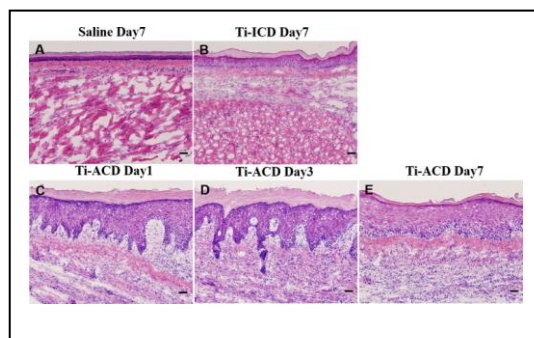 Saline Day7 Ti-ICD Day7
A B
Ti-ACD Day1 Ti-ACD Day3 Ti-ACD Day7
C D E